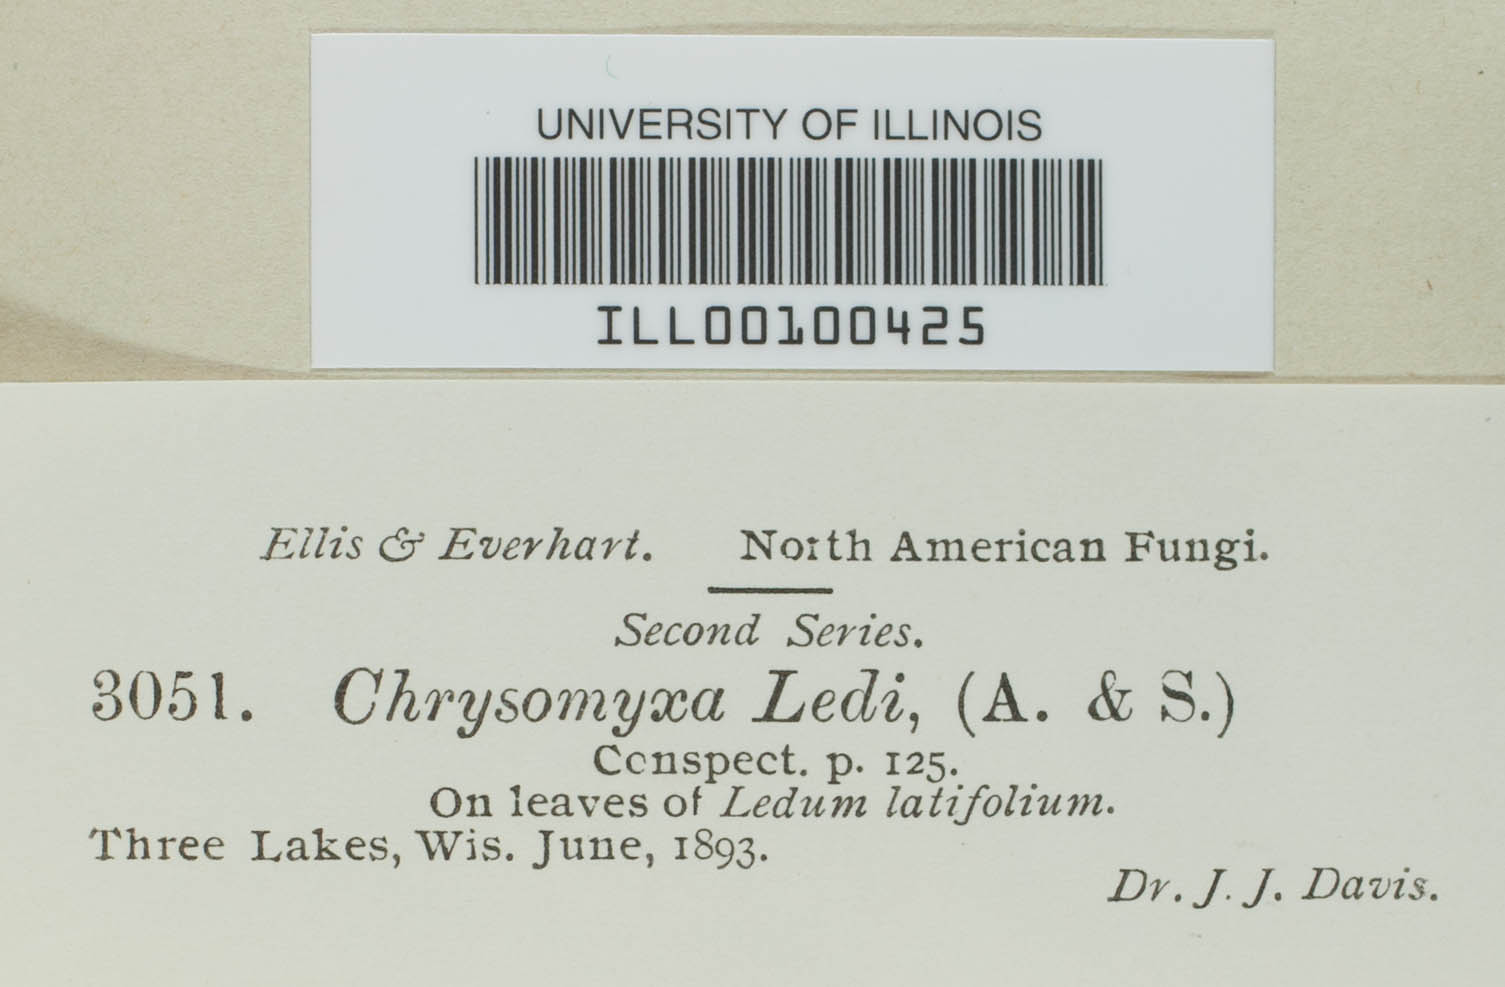 UNIVERSITY OF ILLINOIS
ILL00100425
Ellis & Everhart. North American Fungi.
Second Series.
3051. Chrysomyxa Ledi, (A. & S.)
Conspect. p. 125.
On leaves of Ledum latifolium.
Three Lakes, Wis. June, 1893.
Dr. J. J. Davis.